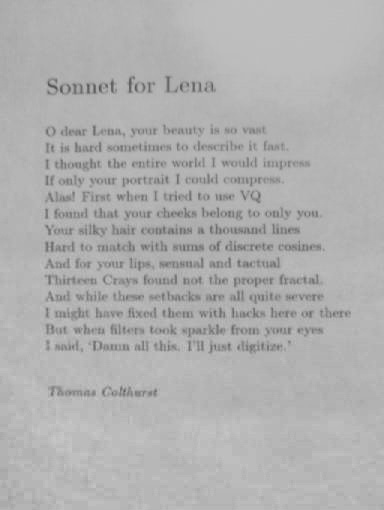 Sonnet for Lena
O dear Lena, your beauty is so vast
It is hard sometimes to describe it fast.
I thought the entire world I would impress
If only your portrait I could compress.
Alas! First when I tried to use VQ
I found that your cheeks belong to only you.
Your silky hair contains a thousand lines
Hard to match with sums of discrete cosines.
And for your lips, sensual and tactual
Thirteen Crays found not the proper fractal.
And while these setbacks are all quite severe
I might have fixed them with hacks here or there
But when filters took sparkle from your eyes
I said, 'Damn all this. I'll just digitize.'
Thomas Colthurst